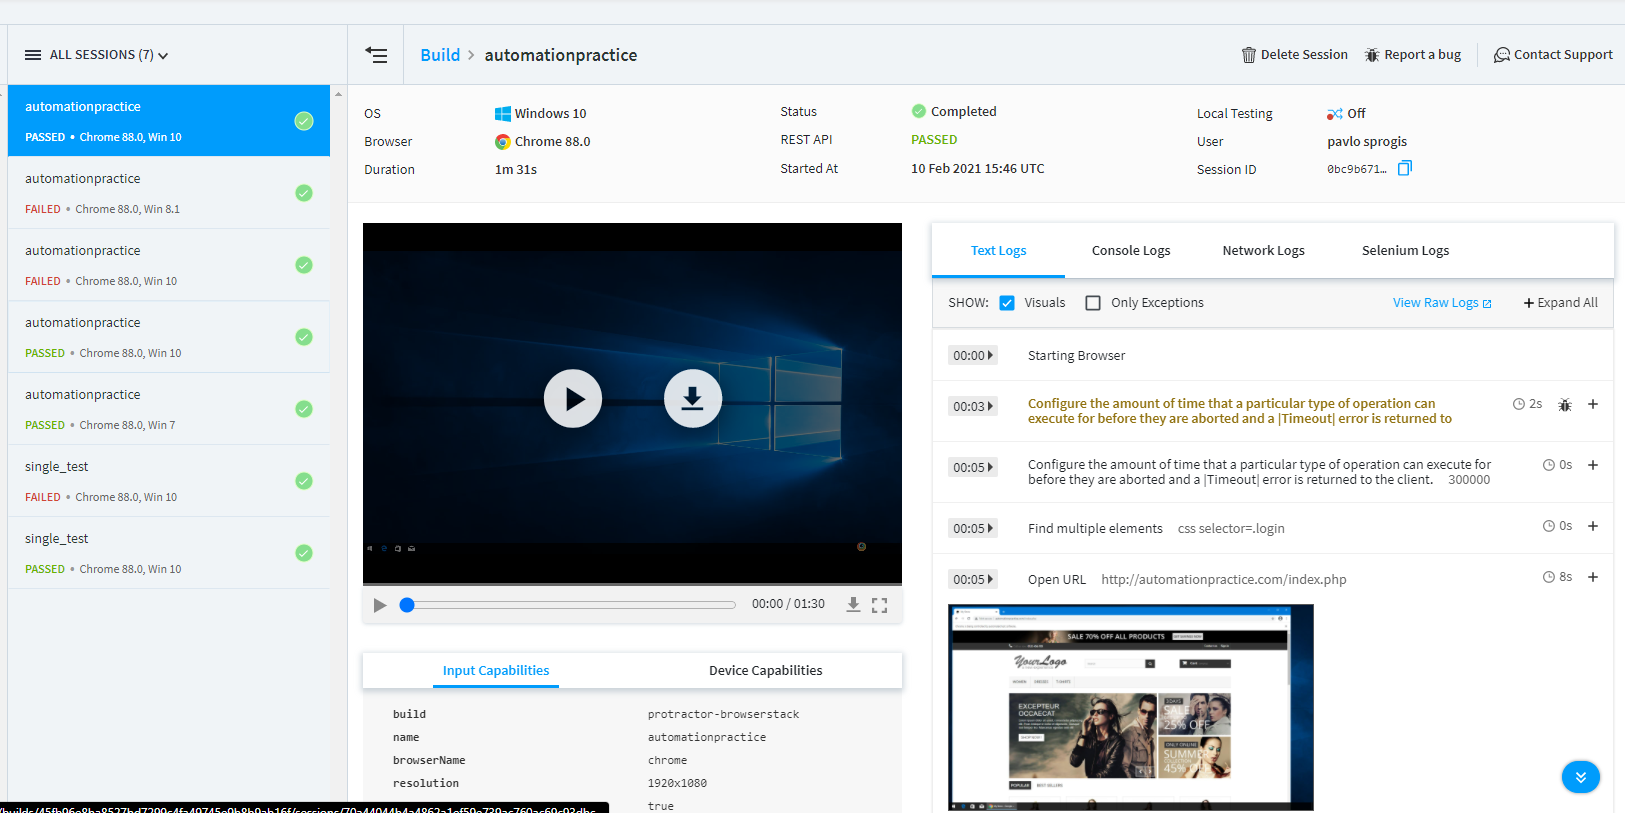 ALL SESSIONS (7)
Build > automationpractice
Delete Session
Report a bug
Contact Support
automationpractice
PASSED • Chrome 88.0, Win 10
automationpractice
FAILED • Chrome 88.0, Win 8.1
automationpractice
FAILED • Chrome 88.0, Win 10
automationpractice
PASSED • Chrome 88.0, Win 10
automationpractice
PASSED • Chrome 88.0, Win 7
single_test
FAILED • Chrome 88.0, Win 10
single_test
PASSED • Chrome 88.0, Win 10
OS Windows 10
Browser Chrome 88.0
Duration 1m 31s
Status Completed
REST API PASSED
Started At 10 Feb 2021 15:46 UTC
Local Testing Off
User pavlo sprogis
Session ID 0bc9b671...
00:00 / 01:30
Input Capabilities Device Capabilities
build protractor-browserstack
name automationpractice
browserName chrome
resolution 1920x1080
true
Text Logs Console Logs Network Logs Selenium Logs
SHOW: Visuals Only Exceptions View Raw Logs + Expand All
00:00 Starting Browser
00:03 Configure the amount of time that a particular type of operation can 2s +
execute for before they are aborted and a |Timeout| error is returned to
00:05 Configure the amount of time that a particular type of operation can execute for 0s +
before they are aborted and a |Timeout| error is returned to the client. 300000
00:05 Find multiple elements css selector=.login 0s +
00:05 Open URL http://automationpractice.com/index.php 8s +
SALE 70% OFF ALL PRODUCTS
YourLogo
WOMEN DRESSES T-SHIRTS
EXCEPTEUR
OCCAECAT
SALE
25% OFF
SUMMER
45% OFF
POPULAR BEST SELLERS